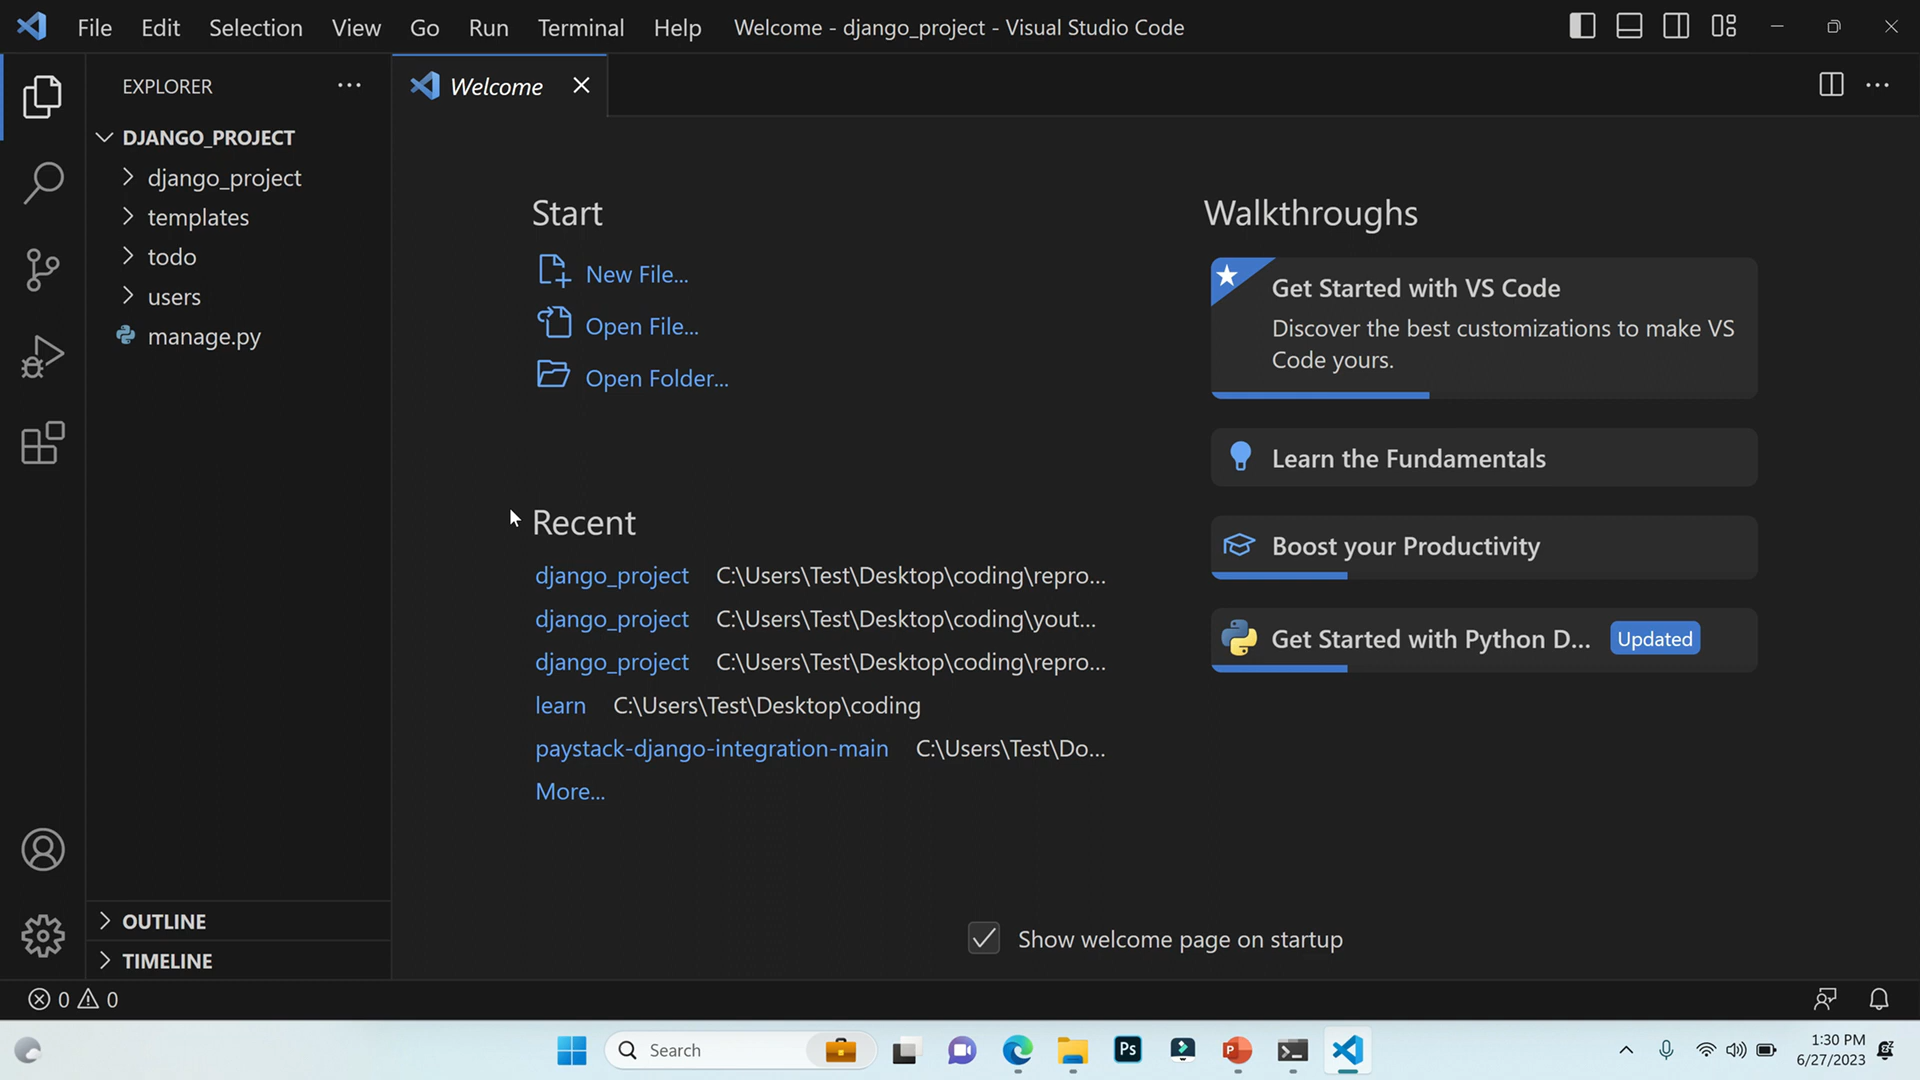 File Edit Selection View Go Run Terminal Help Welcome - django_project - Visual Studio Code
EXPLORER
Welcome
DJANGO_PROJECT
django_project
templates
todo
users
manage.py
OUTLINE
TIMELINE
Start
New File...
Open File...
Open Folder...
Recent
django_project C:\Users\Test\Desktop\coding\repro...
django_project C:\Users\Test\Desktop\coding\yout...
django_project C:\Users\Test\Desktop\coding\repro...
learn C:\Users\Test\Desktop\coding
paystack-django-integration-main C:\Users\Test\Do...
More...
Walkthroughs
Get Started with VS Code
Discover the best customizations to make VS
Code yours.
Learn the Fundamentals
Boost your Productivity
Get Started with Python D... Updated
Show welcome page on startup
0 0
Search
Ps
P
1:30 PM
6/27/2023